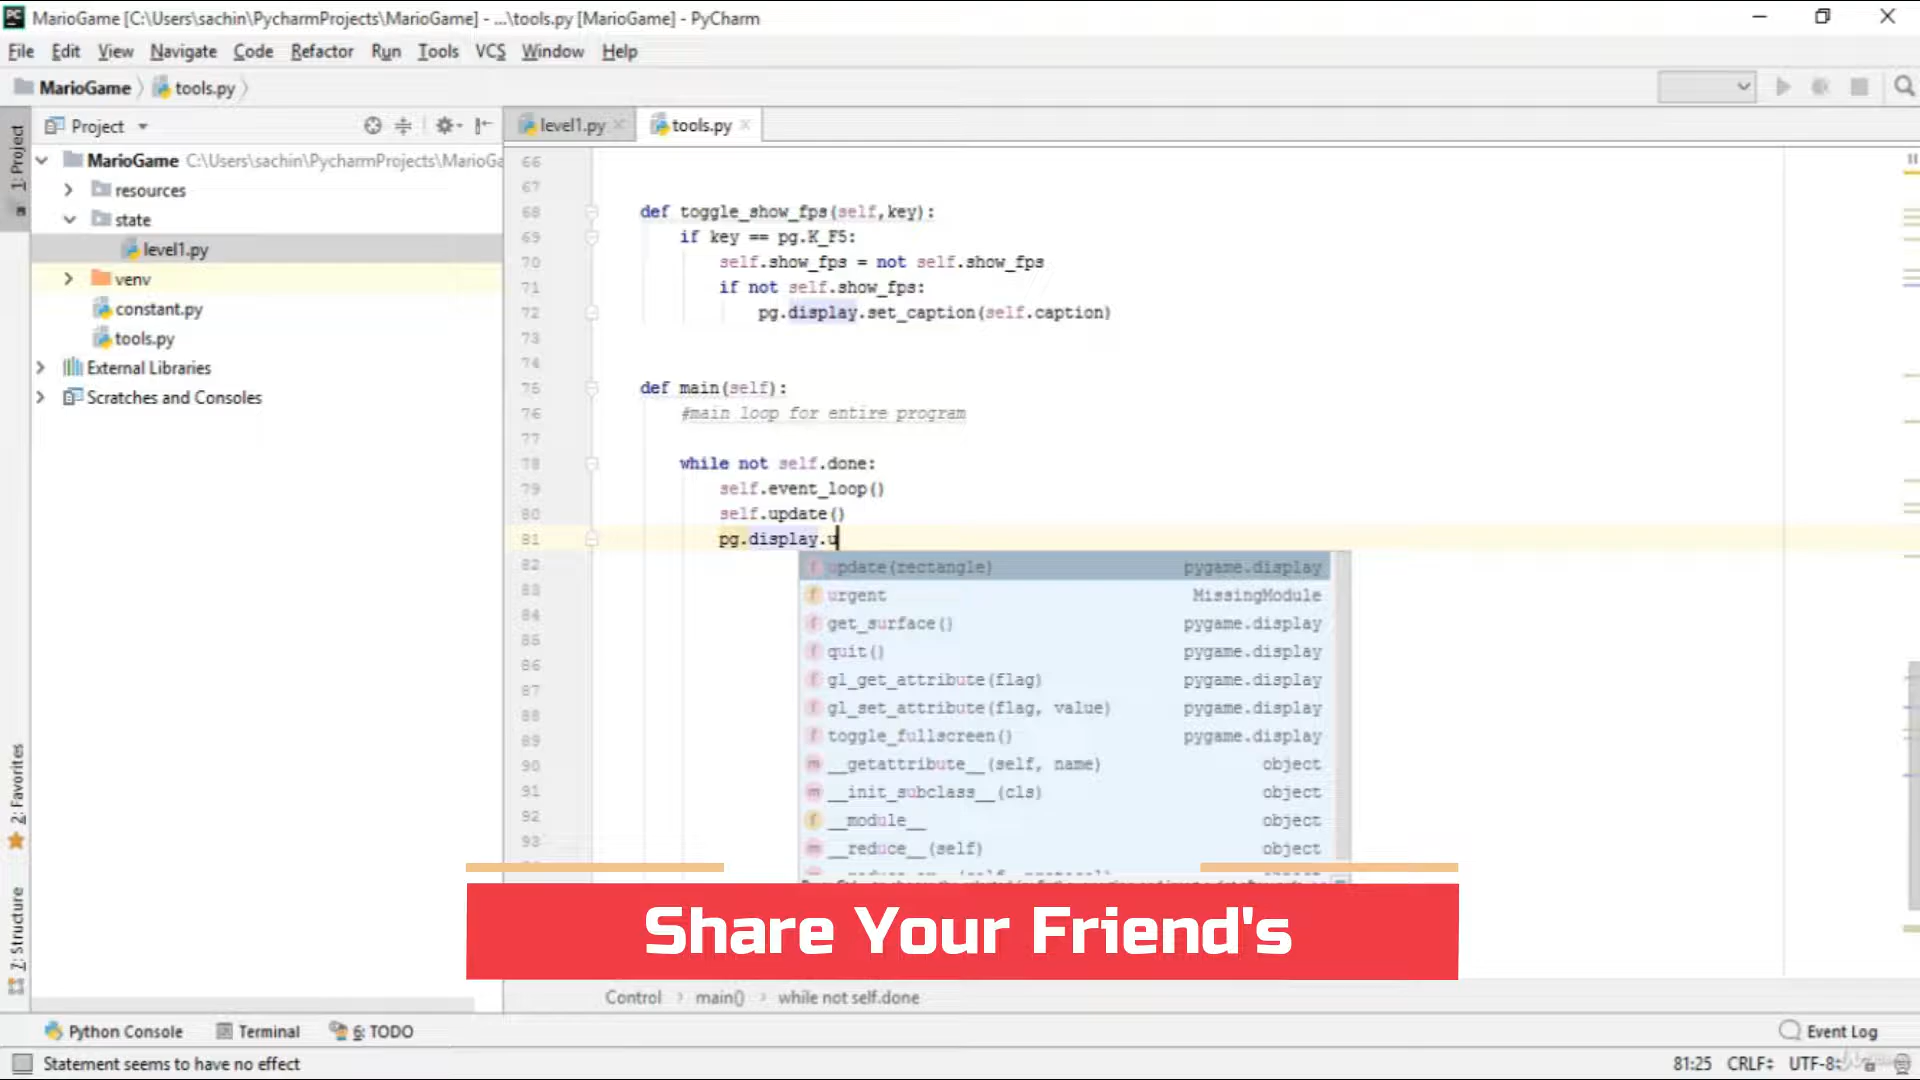 MarioGame [C:\Users\sachin\PycharmProjects\MarioGame] - ...\tools.py [MarioGame] - PyCharm
File Edit View Navigate Code Refactor Run Tools VCS Window Help
MarioGame tools.py
Project
level1.py
tools.py
1: Project
MarioGame C:\Users\sachin\PycharmProjects\MarioGa
resources
state
level1.py
venv
constant.py
tools.py
External Libraries
Scratches and Consoles
66
67
68 def toggle_show_fps(self,key):
69 if key == pg.K_F5:
70 self.show_fps = not self.show_fps
71 if not self.show_fps:
72 pg.display.set_caption(self.caption)
73
74
75 def main(self):
76 #main loop for entire program
77
78 while not self.done:
79 self.event_loop()
80 self.update()
81 pg.display.u
82 update(rectangle) pygame.display
83 urgent MissingModule
84 get_surface() pygame.display
85 quit() pygame.display
86 gl_get_attribute(flag) pygame.display
87 gl_set_attribute(flag, value) pygame.display
88
89 toggle_fullscreen() pygame.display
90 __getattribute__(self, name) object
91 __init_subclass__(cls) object
92 __module__ object
93 __reduce__(self) object
2: Favorites
7: Structure
Share Your Friend's
Control main() while not self.done
Python Console Terminal 6: TODO Event Log
Statement seems to have no effect 81:25 CRLF UTF-8